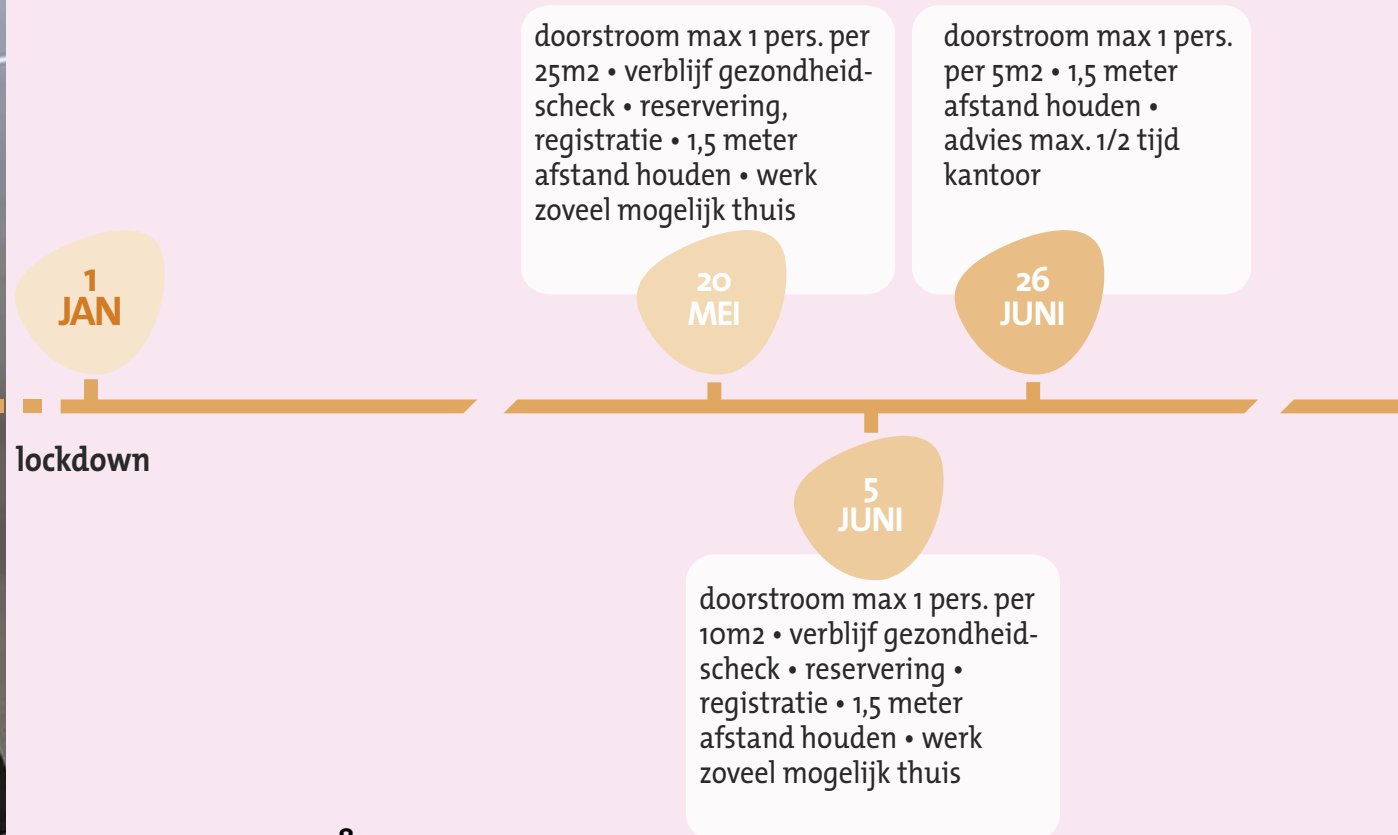 doorstroom max 1 pers. per
25m2 • verblijf gezondheid-
scheck • reservering,
registratie • 1,5 meter
afstand houden • werk
zoveel mogelijk thuis
doorstroom max 1 pers.
per 5m2 • 1,5 meter
afstand houden •
advies max. 1/2 tijd
kantoor
1
JAN
20
MEI
26
JUNI
lockdown
5
JUNI
doorstroom max 1 pers. per
10m2 • verblijf gezondheid-
scheck • reservering •
registratie • 1,5 meter
afstand houden • werk
zoveel mogelijk thuis